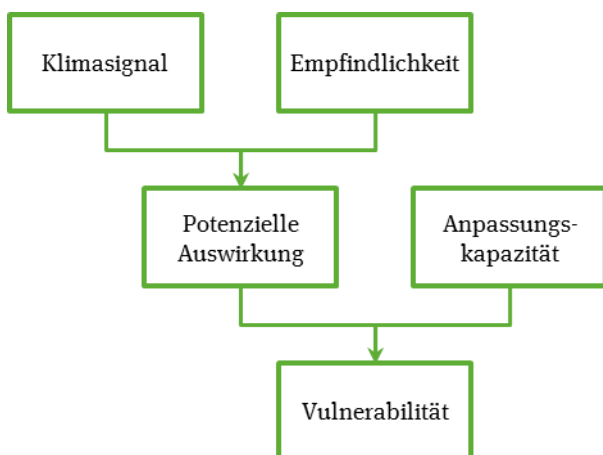 Klimasignal
Empfindlichkeit
Potenzielle
Auswirkung
Anpassungs-
kapazität
Vulnerabilität